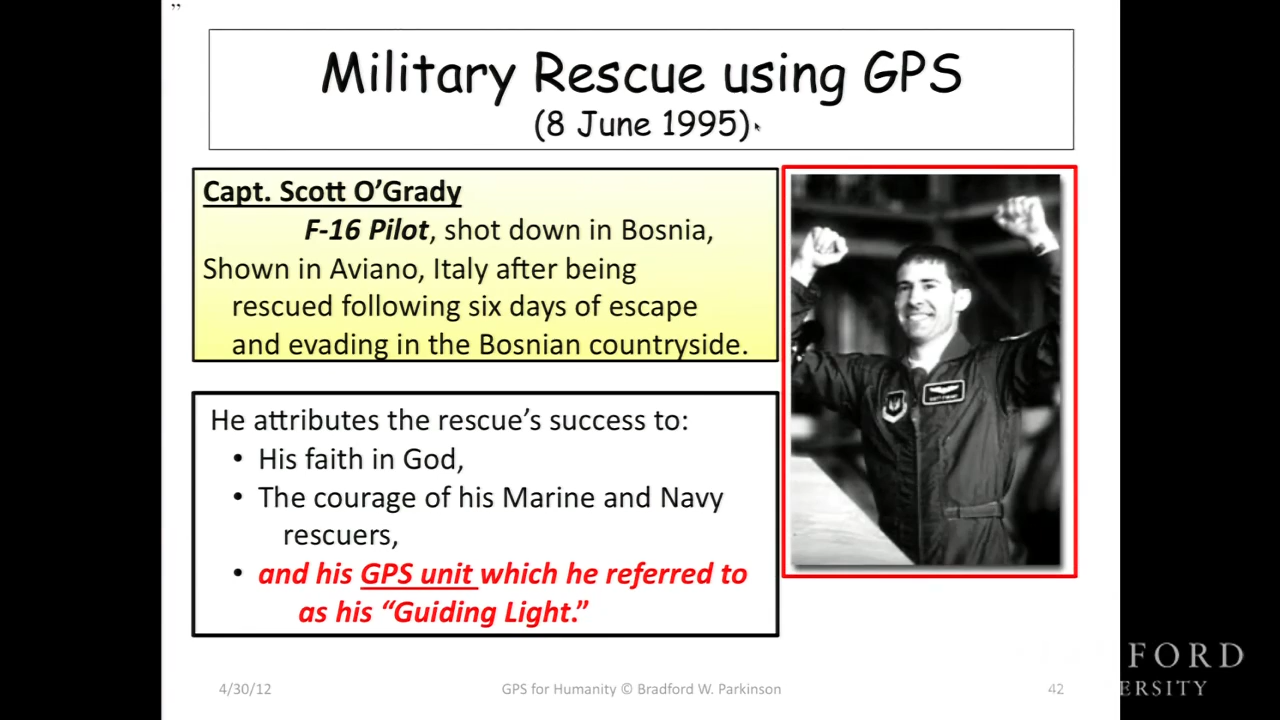 ”
Military Rescue using GPS
(8 June 1995)
Capt. Scott O’Grady
F-16 Pilot, shot down in Bosnia,
Shown in Aviano, Italy after being
rescued following six days of escape
and evading in the Bosnian countryside.
He attributes the rescue’s success to:
• His faith in God,
• The courage of his Marine and Navy
rescuers,
• and his GPS unit which he referred to
as his “Guiding Light.”
4/30/12
GPS for Humanity © Bradford W. Parkinson
42
FORD
ERSITY